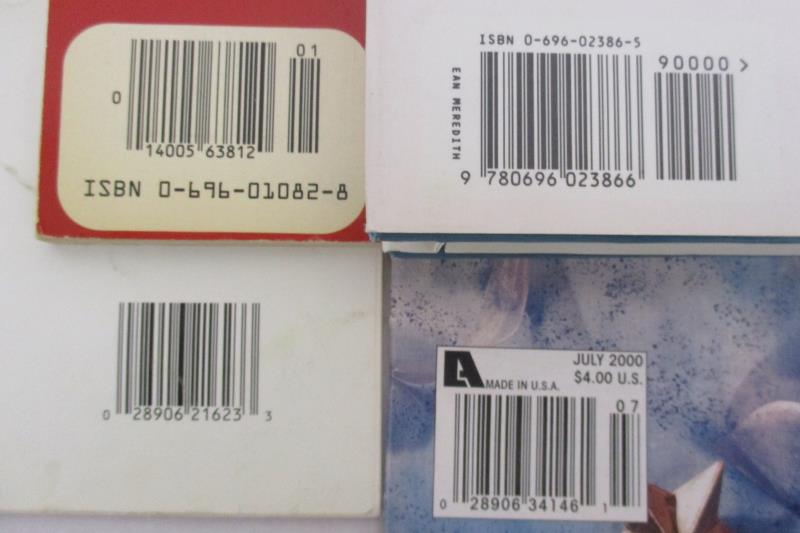 01
0
14005 63812
ISBN 0-696-01082-8
ISBN 0-696-02386-5
90000 >
EAN MEREDITH
9 780696 023866
0 28906 21623 3
JULY 2000
$4.00 U.S.
MADE IN U.S.A.
07
0 28906 34146 1